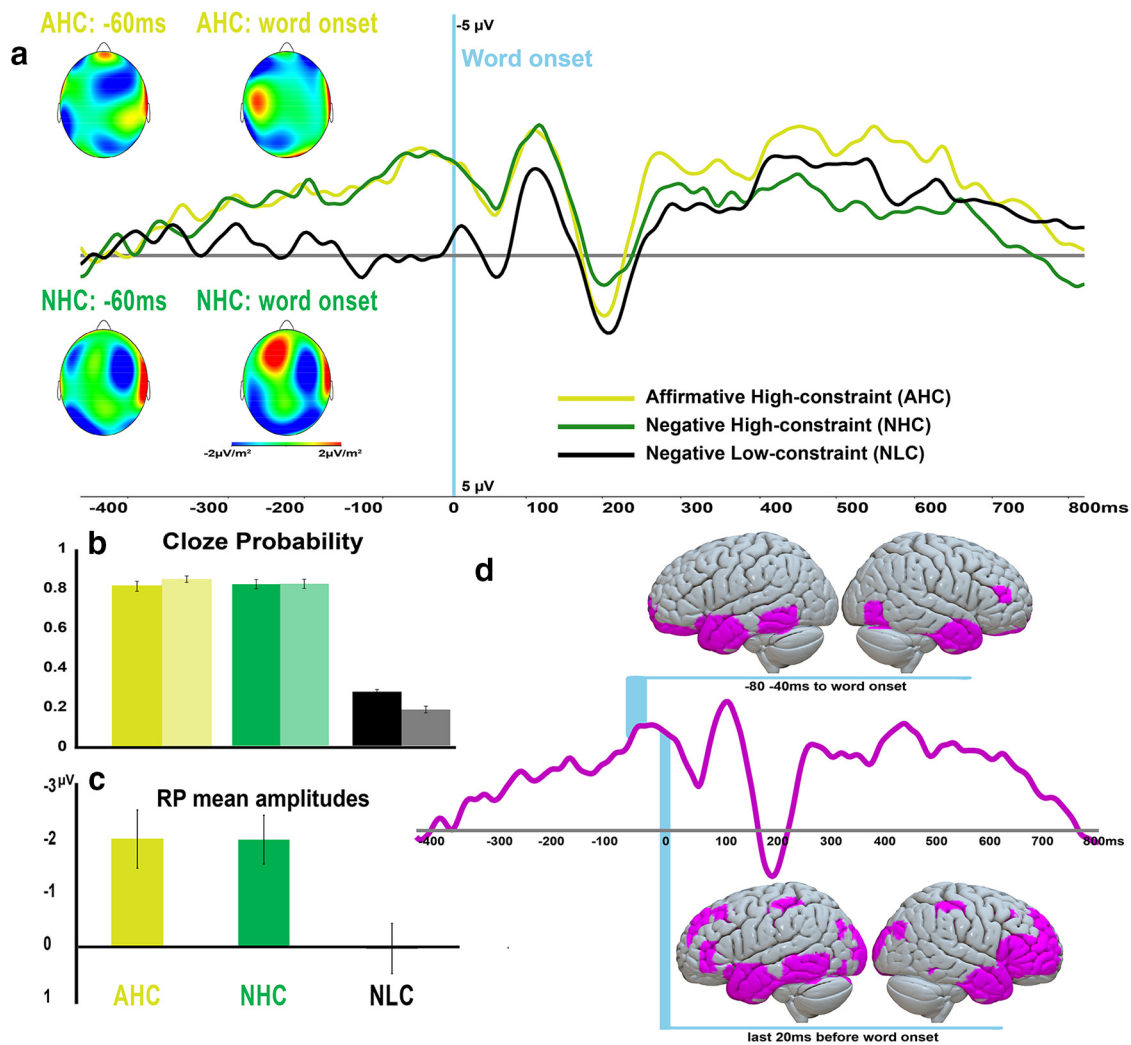 AHC: -60ms AHC: word onset
a
-5 µV
Word onset
NHC: -60ms NHC: word onset
-2µV/m² 2µV/m²
Affirmative High-constraint (AHC)
Negative High-constraint (NHC)
Negative Low-constraint (NLC)
5 µV
-400 -300 -200 -100 0 100 200 300 400 500 600 700 800ms
b
Cloze Probability
1
0.8
0.6
0.4
0.2
0
c
RP mean amplitudes
-3 µV
-2
-1
0
1
AHC NHC NLC
d
-80 -40ms to word onset
-400 -300 -200 -100 0 100 200 300 400 500 600 700 800ms
last 20ms before word onset